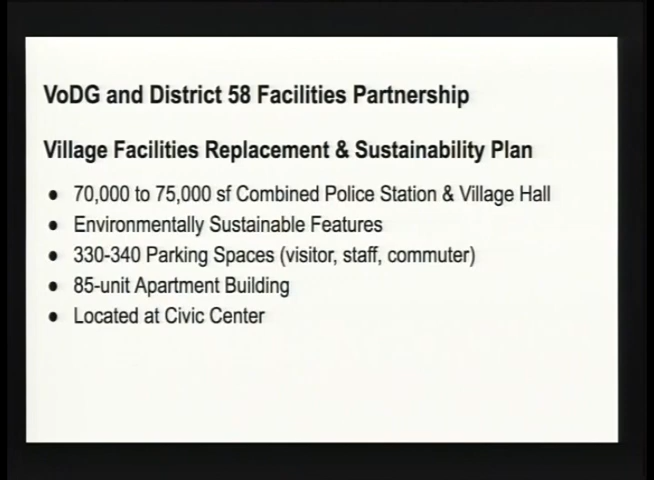 VoDG and District 58 Facilities Partnership
Village Facilities Replacement & Sustainability Plan
● 70,000 to 75,000 sf Combined Police Station & Village Hall
● Environmentally Sustainable Features
● 330-340 Parking Spaces (visitor, staff, commuter)
● 85-unit Apartment Building
● Located at Civic Center